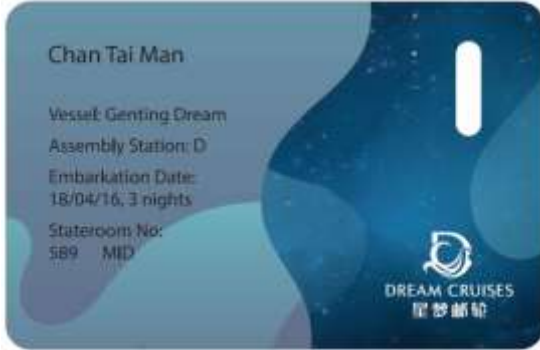 Chan Tai Man
Vessel: Genting Dream
Assembly Station: D
Embarkation Date:
18/04/16, 3 nights
Stateroom No:
589 MID
DREAM CRUISES
星梦邮轮